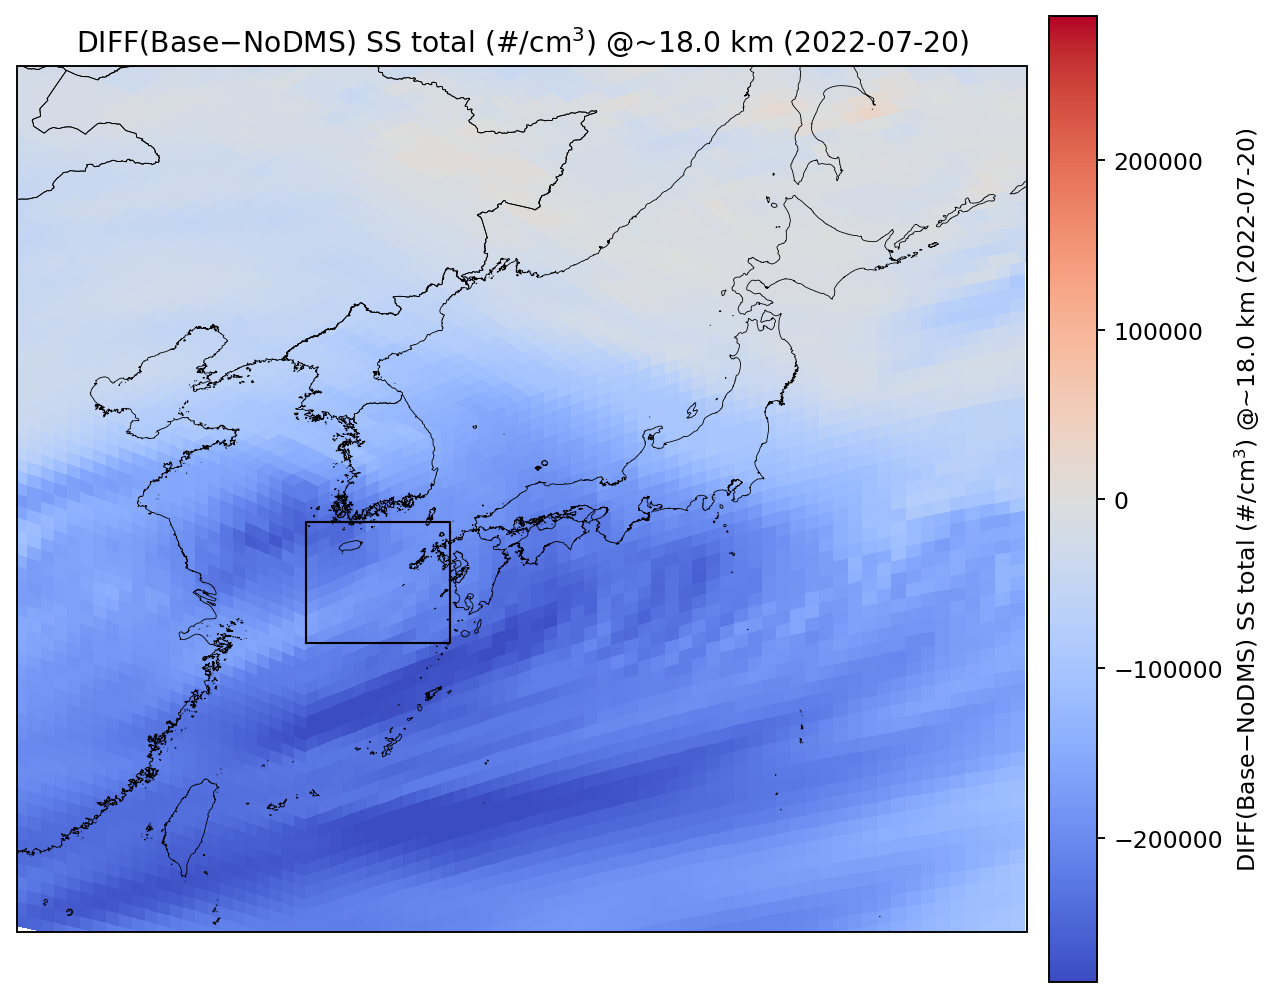 DIFF(Base−NoDMS) SS total (#/cm³) @~18.0 km (2022-07-20)
200000
100000
0
−100000
−200000
DIFF(Base−NoDMS) SS total (#/cm³) @~18.0 km (2022-07-20)